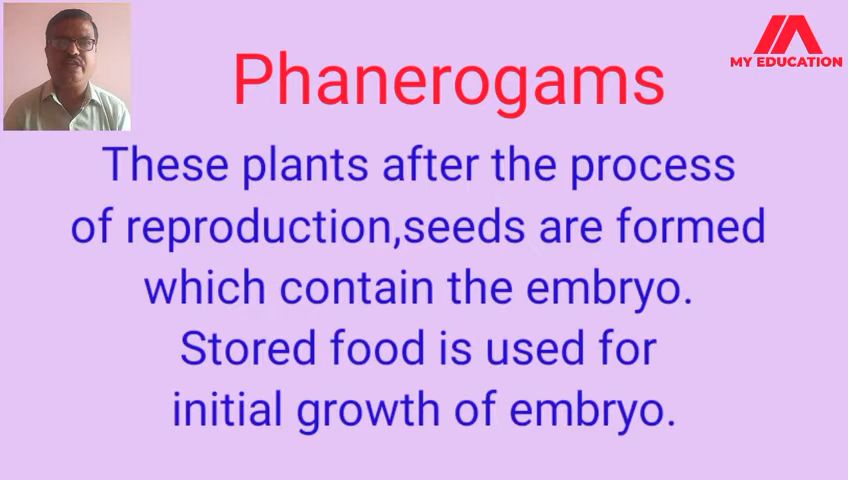 MY EDUCATION
Phanerogams
These plants after the process
of reproduction,seeds are formed
which contain the embryo.
Stored food is used for
initial growth of embryo.